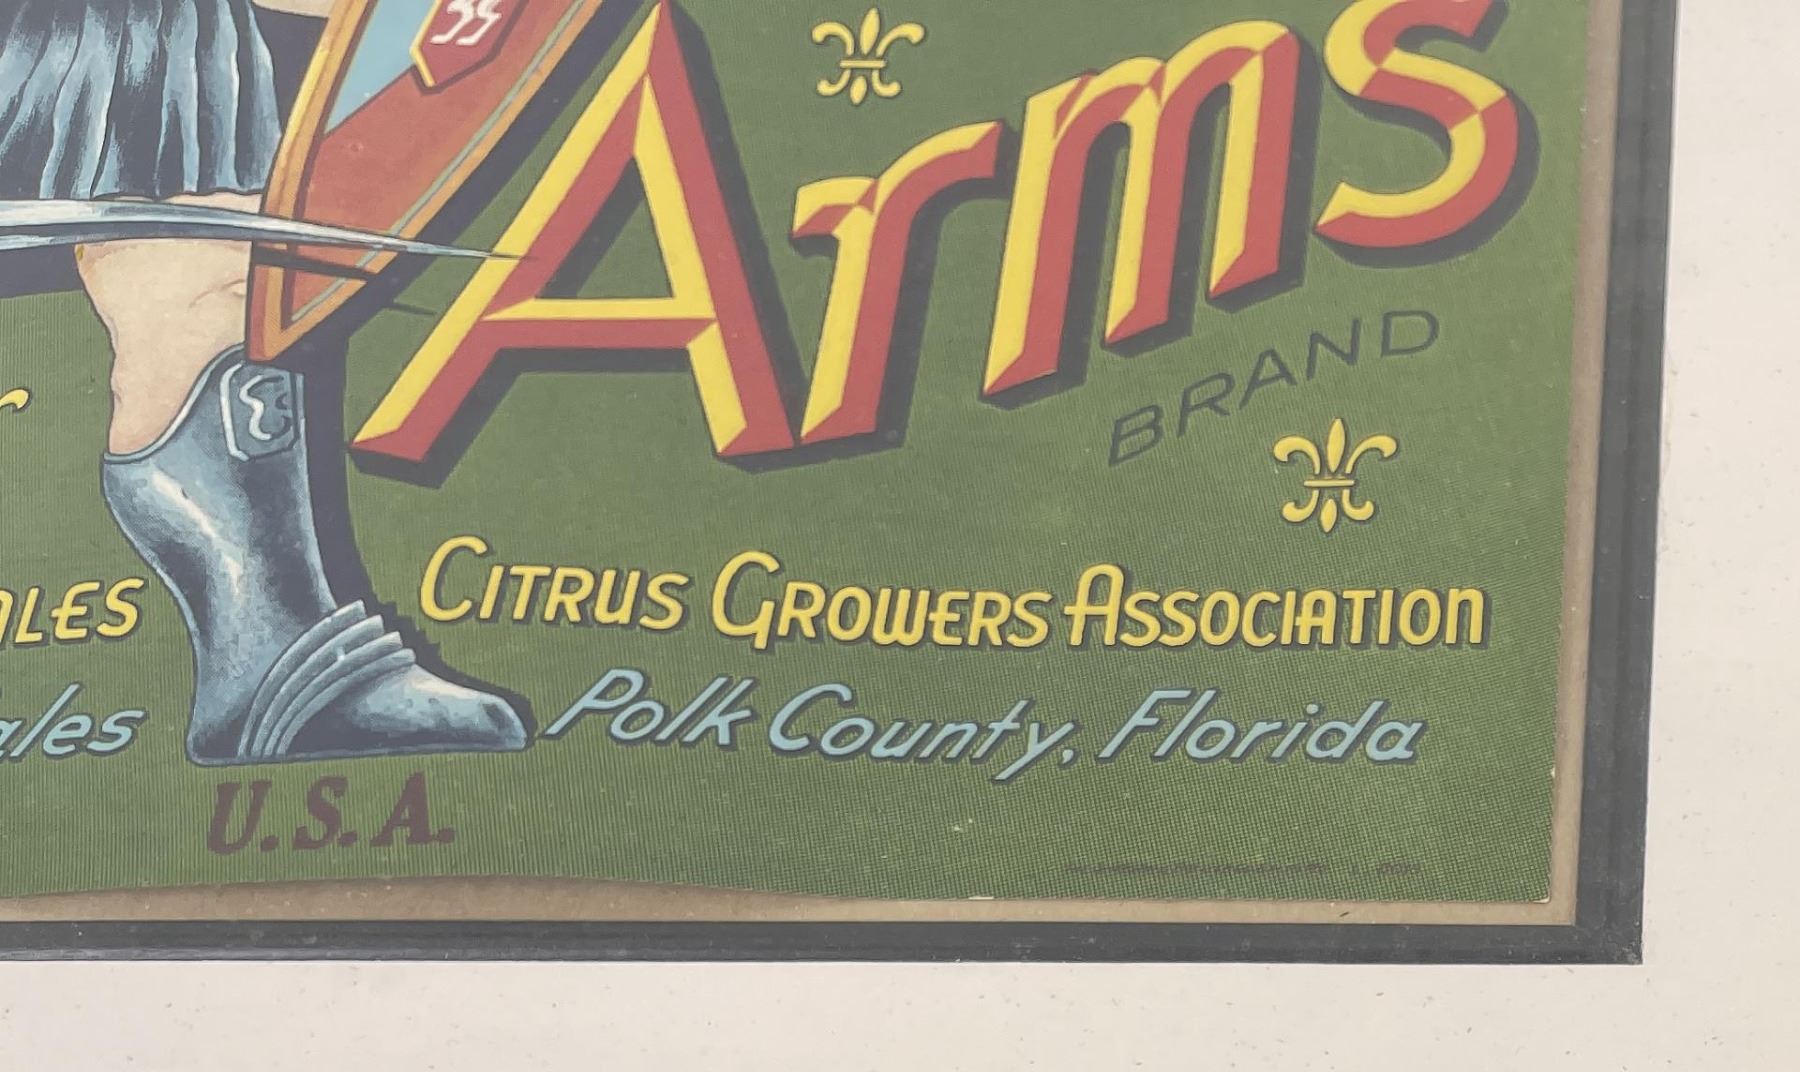 Arms
BRAND
ALES CITRUS GROWERS ASSOCIATION
ales Polk County, Florida
U.S.A.